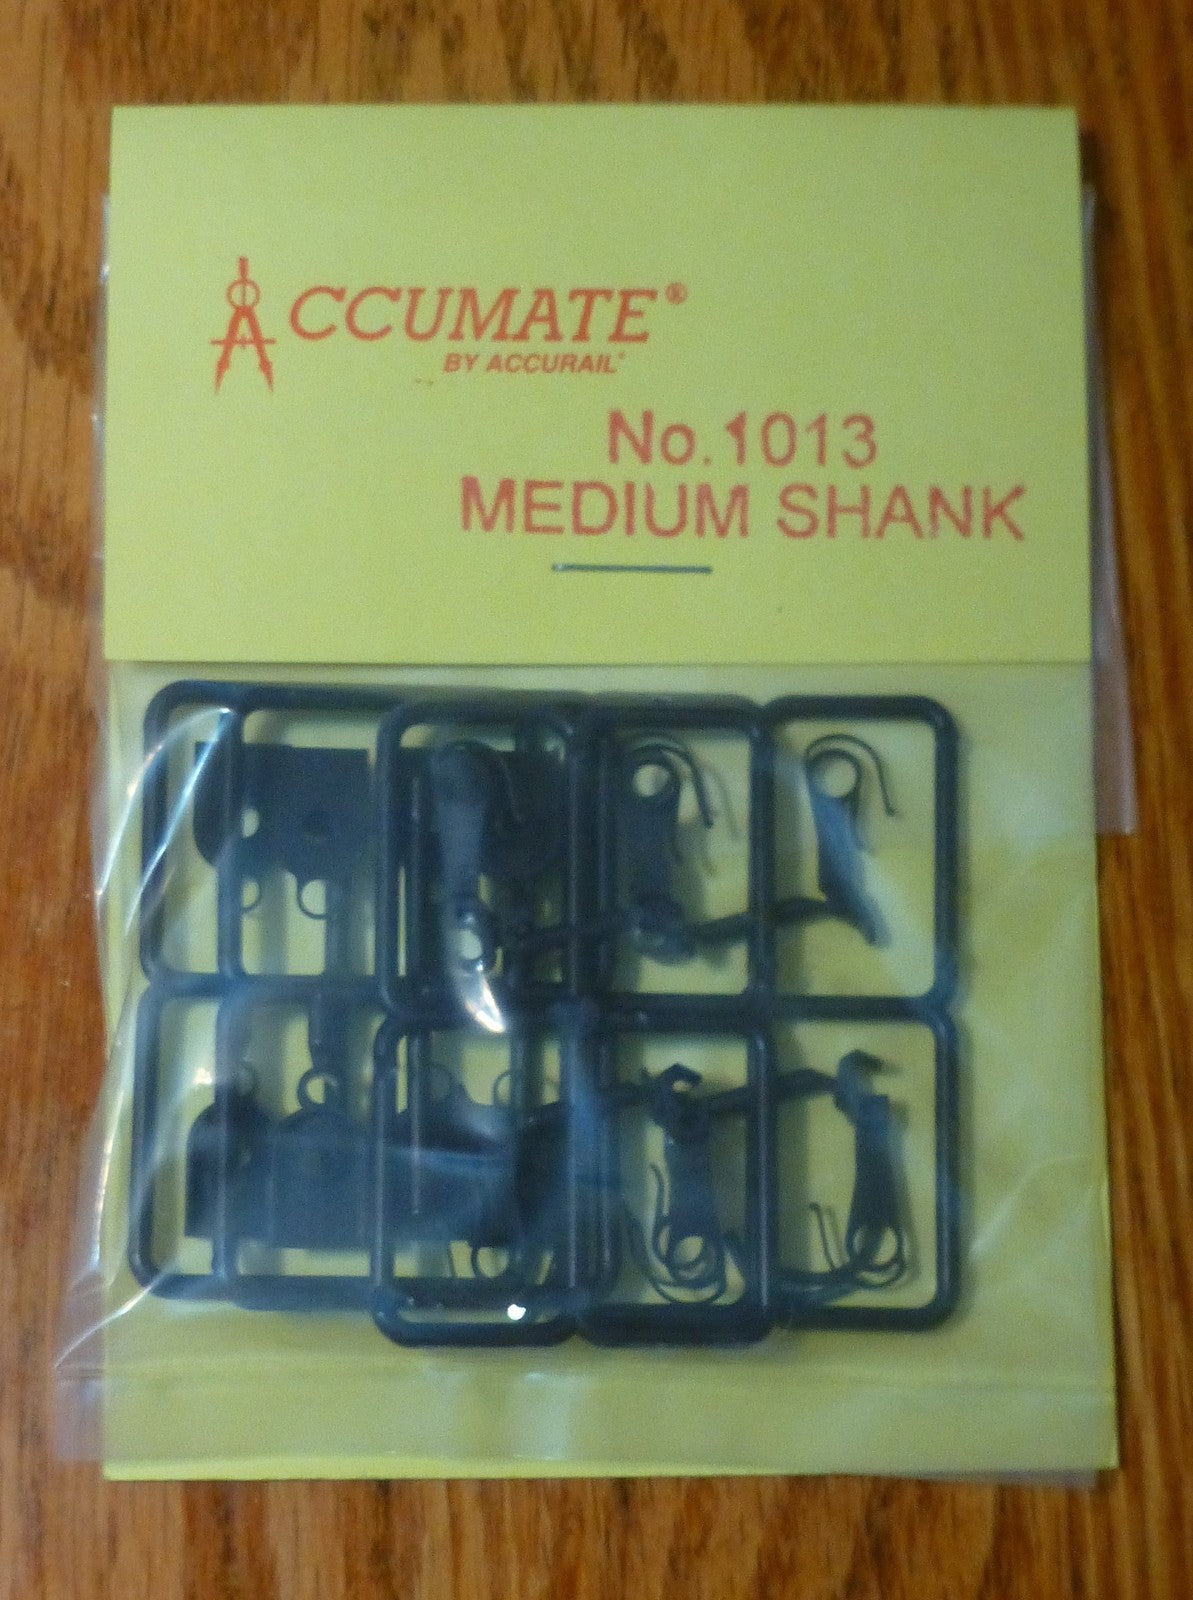 ACCUMATE®
BY ACCURAIL®
No.1013
MEDIUM SHANK